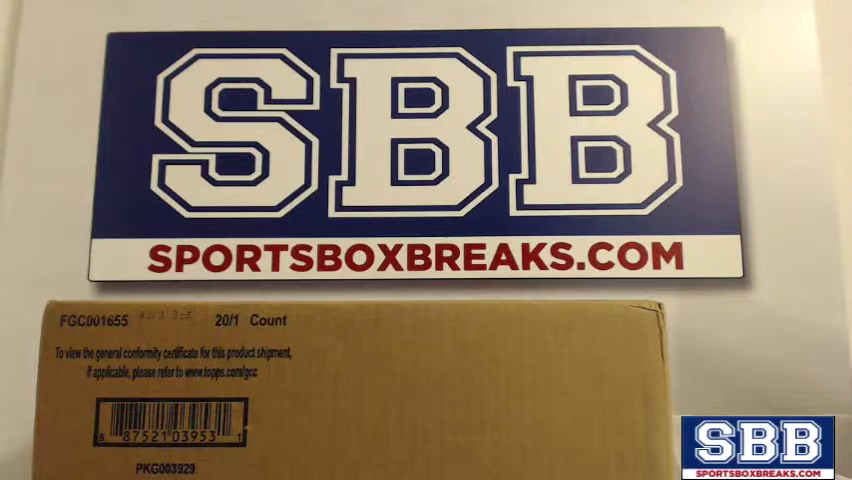 SBB
SPORTSBOXBREAKS.COM
FGC001655
20/1 Count
To view the general conformity certificate for this product shipment,
if applicable, please refer to www.topps.com/gcc
8 87521 03953 1
PKG003929
SBB
SPORTSBOXBREAKS.COM